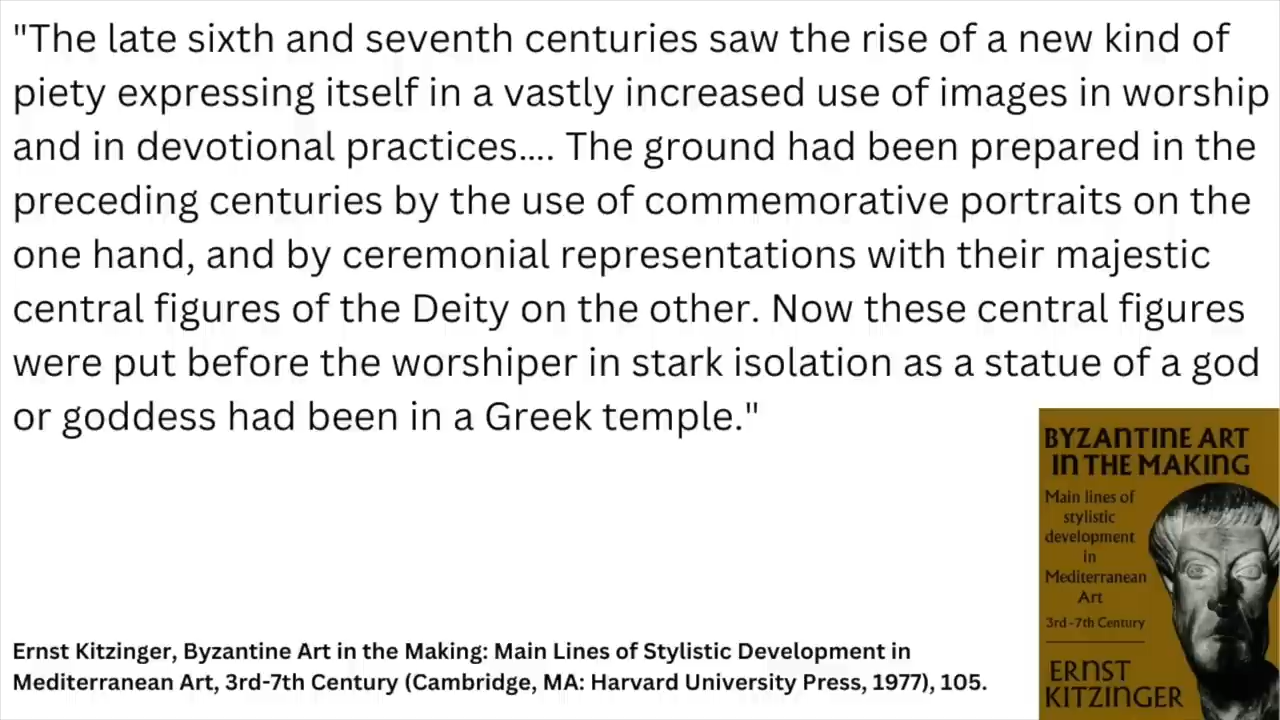 "The late sixth and seventh centuries saw the rise of a new kind of
piety expressing itself in a vastly increased use of images in worship
and in devotional practices.... The ground had been prepared in the
preceding centuries by the use of commemorative portraits on the
one hand, and by ceremonial representations with their majestic
central figures of the Deity on the other. Now these central figures
were put before the worshiper in stark isolation as a statue of a god
or goddess had been in a Greek temple."
BYZANTINE ART
IN THE MAKING
Main lines of
stylistic
development
in
Mediterranean
Art
3rd-7th Century
ERNST
KITZINGER
Ernst Kitzinger, Byzantine Art in the Making: Main Lines of Stylistic Development in
Mediterranean Art, 3rd-7th Century (Cambridge, MA: Harvard University Press, 1977), 105.